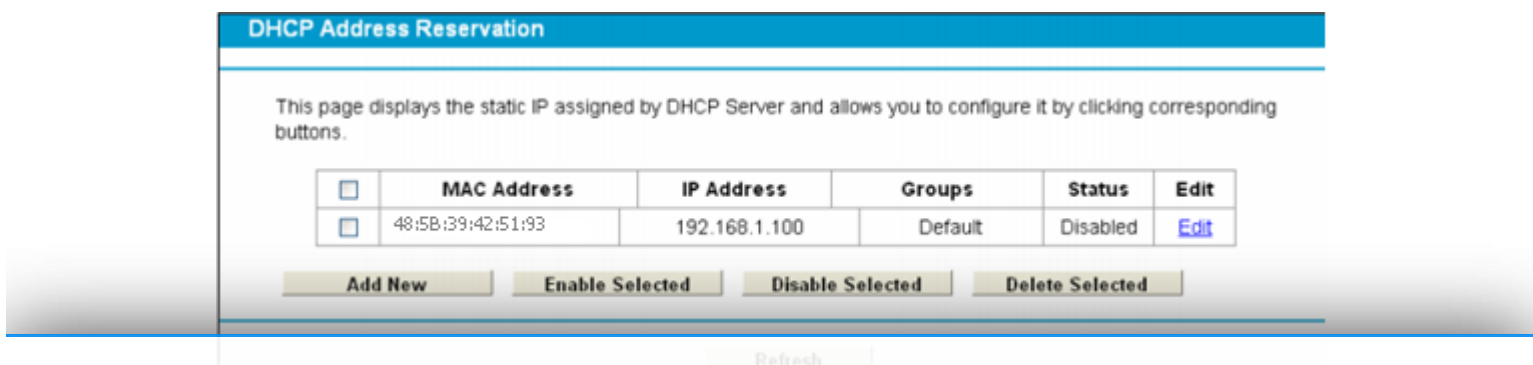 DHCP Address Reservation
This page displays the static IP assigned by DHCP Server and allows you to configure it by clicking corresponding
buttons.
MAC Address IP Address Groups Status Edit
48:5B:39:42:51:93 192.168.1.100 Default Disabled Edit
Add New Enable Selected Disable Selected Delete Selected
Refresh